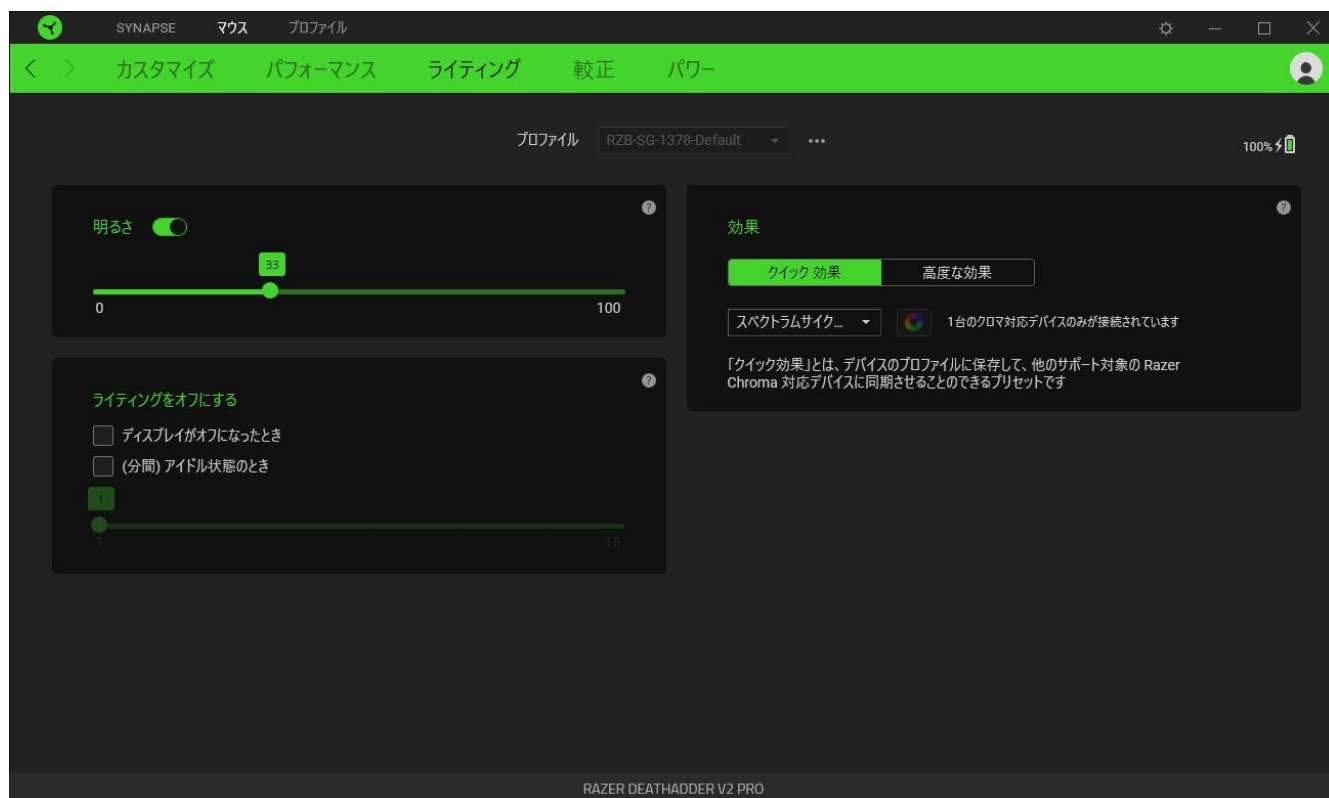 SYNAPSE マウス プロファイル
カスタマイズ パフォーマンス ライティング 較正 パワー
プロファイル RZB-SG-1378-Default
100%
明るさ
33
0 100
ライティングをオフにする
ディスプレイがオフになったとき
(分間) アイドル状態のとき
1
1 15
効果
クイック 効果 高度な効果
スペクトラムサイク... 1台のクロマ対応デバイスのみが接続されています
「クイック効果」とは、デバイスのプロファイルに保存して、他のサポート対象の Razer
Chroma 対応デバイスに同期させることのできるプリセットです
RAZER DEATHADDER V2 PRO